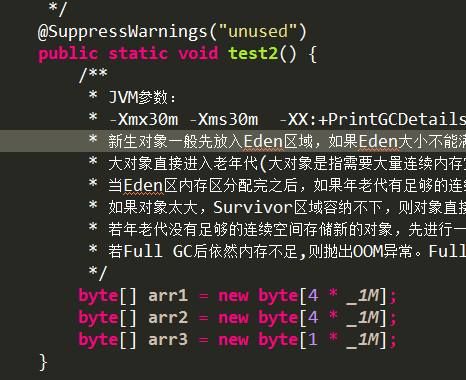 */
@SuppressWarnings("unused")
public static void test2() {
/**
* JVM参数：
* -Xmx30m -Xms30m  -XX:+PrintGCDetails
* 新生对象一般先放入Eden区域，如果Eden大小不能满
* 大对象直接进入老年代(大对象是指需要大量连续内存空
* 当Eden区内存区分配完之后，如果年老代有足够的连续
* 如果对象太大，Survivor区域容纳不下，则对象直接
* 若年老代没有足够的连续空间存储新的对象，先进行一
* 若Full GC后依然内存不足,则抛出OOM异常。Full
*/
byte[] arr1 = new byte[4 * _1M];
byte[] arr2 = new byte[4 * _1M];
byte[] arr3 = new byte[1 * _1M];
}